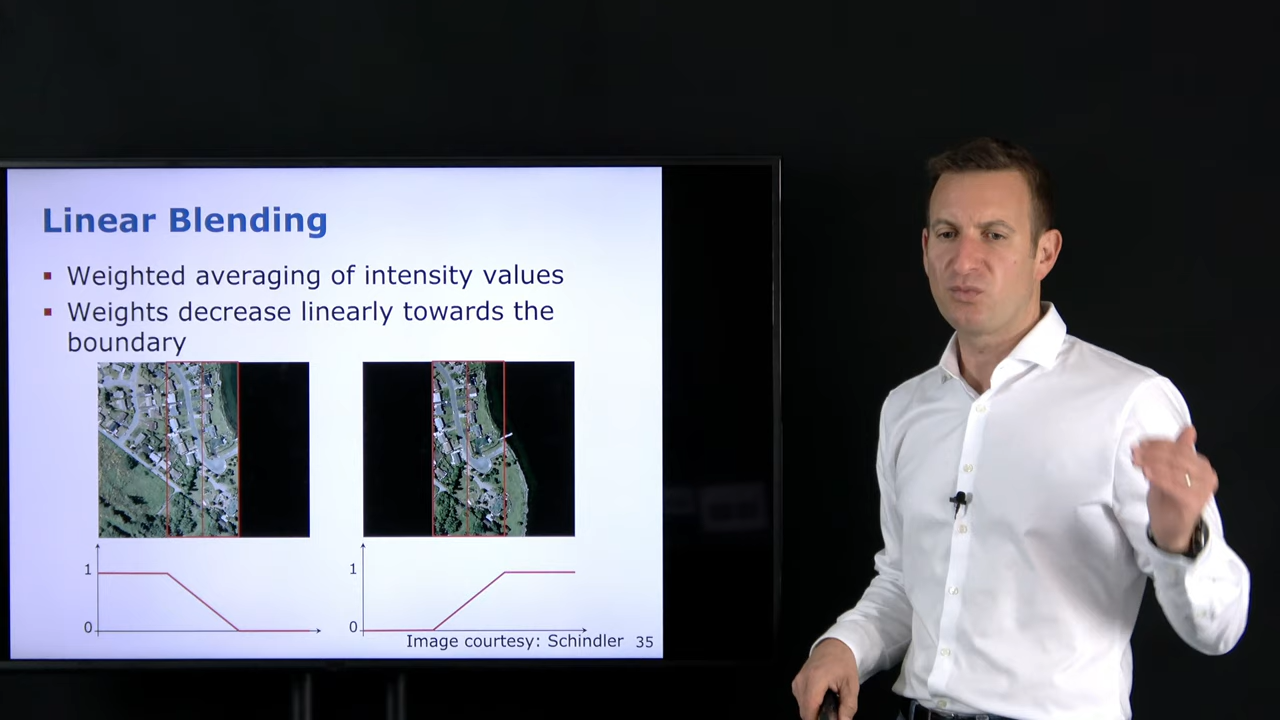 Linear Blending
Weighted averaging of intensity values
Weights decrease linearly towards the
boundary
1
0
1
0
Image courtesy: Schindler 35